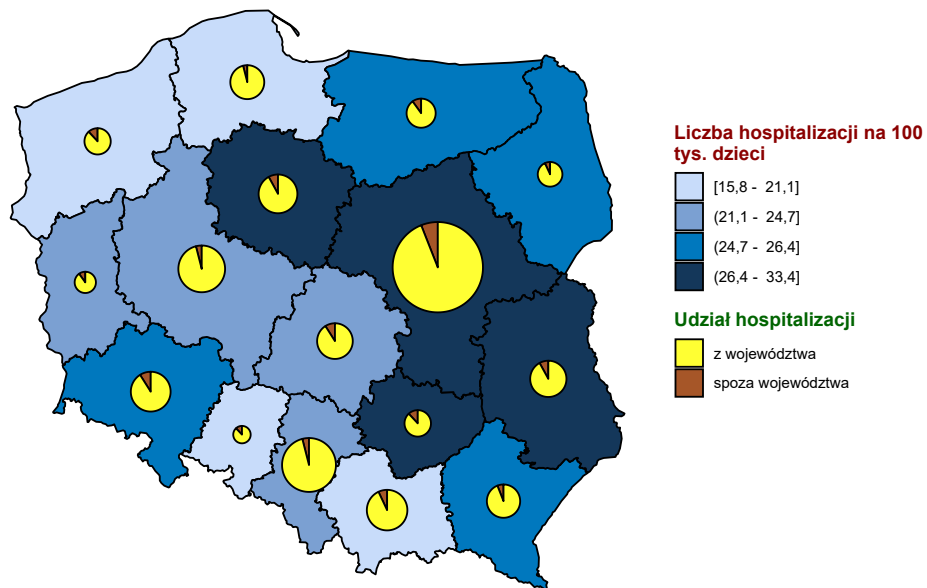 Liczba hospitalizacji na 100
tys. dzieci
[15,8 - 21,1]
(21,1 - 24,7]
(24,7 - 26,4]
(26,4 - 33,4]
Udział hospitalizacji
z województwa
spoza województwa